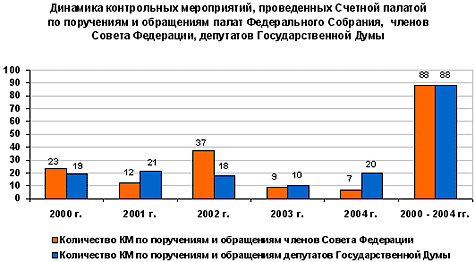 Динамика контрольных мероприятий, проведенных Счетной палатой
по поручениям и обращениям палат Федерального Собрания, членов
Совета Федерации, депутатов Государственной Думы
100
90
80
70
60
50
40
30
20
10
23
19
12
21
37
18
9
10
7
20
88
88
2000 г.
2001 г.
2002 г.
2003 г.
2004 г.
2000 - 2004 гг.
Количество КМ по поручениям и обращениям членов Совета Федерации
Количество КМ по поручениям и обращениям депутатов Государственной Думы